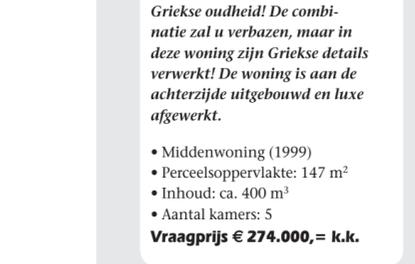 Griekse oudheid! De combi-
natie zal u verbazen, maar in
deze woning zijn Griekse details
verwerkt! De woning is aan de
achterzijde uitgebouwd en luxe
afgewerkt.
• Middenwoning (1999)
• Perceelsoppervlakte: 147 m²
• Inhoud: ca. 400 m³
• Aantal kamers: 5
Vraagprijs € 274.000,= k.k.